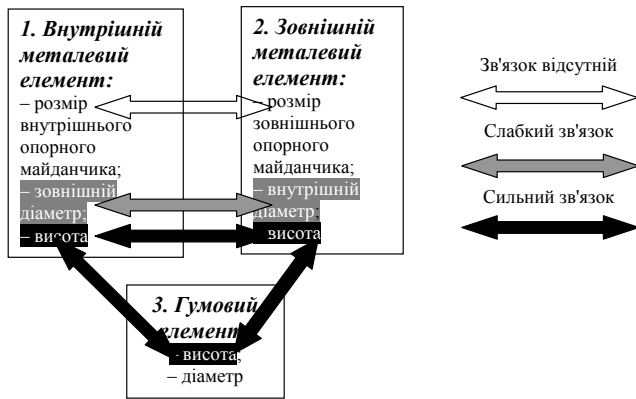 1. Внутрішній
металевий
елемент:
– розмір
внутрішнього
опорного
майданчика;
– зовнішній
діаметр;
– висота
2. Зовнішній
металевий
елемент:
– розмір
зовнішнього
опорного
майданчика;
– внутрішній
діаметр;
– висота
3. Гумовий
елемент
– висота;
– діаметр
Зв'язок відсутній
Слабкий зв'язок
Сильний зв'язок